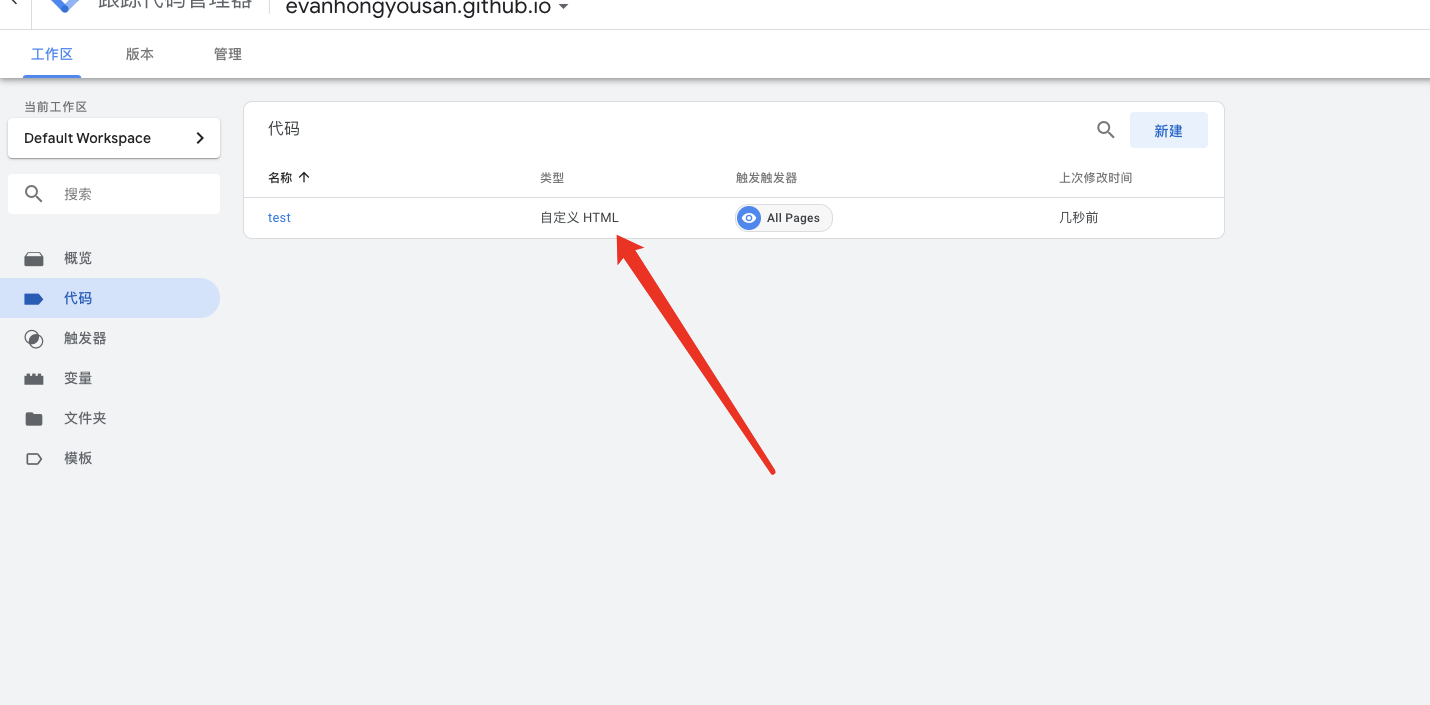 跟踪代码管理器
evanhongyousan.github.io
工作区 版本 管理
当前工作区
Default Workspace
搜索
概览
代码
触发器
变量
文件夹
模板
代码
新建
名称 类型 触发触发器 上次修改时间
test 自定义 HTML All Pages 几秒前